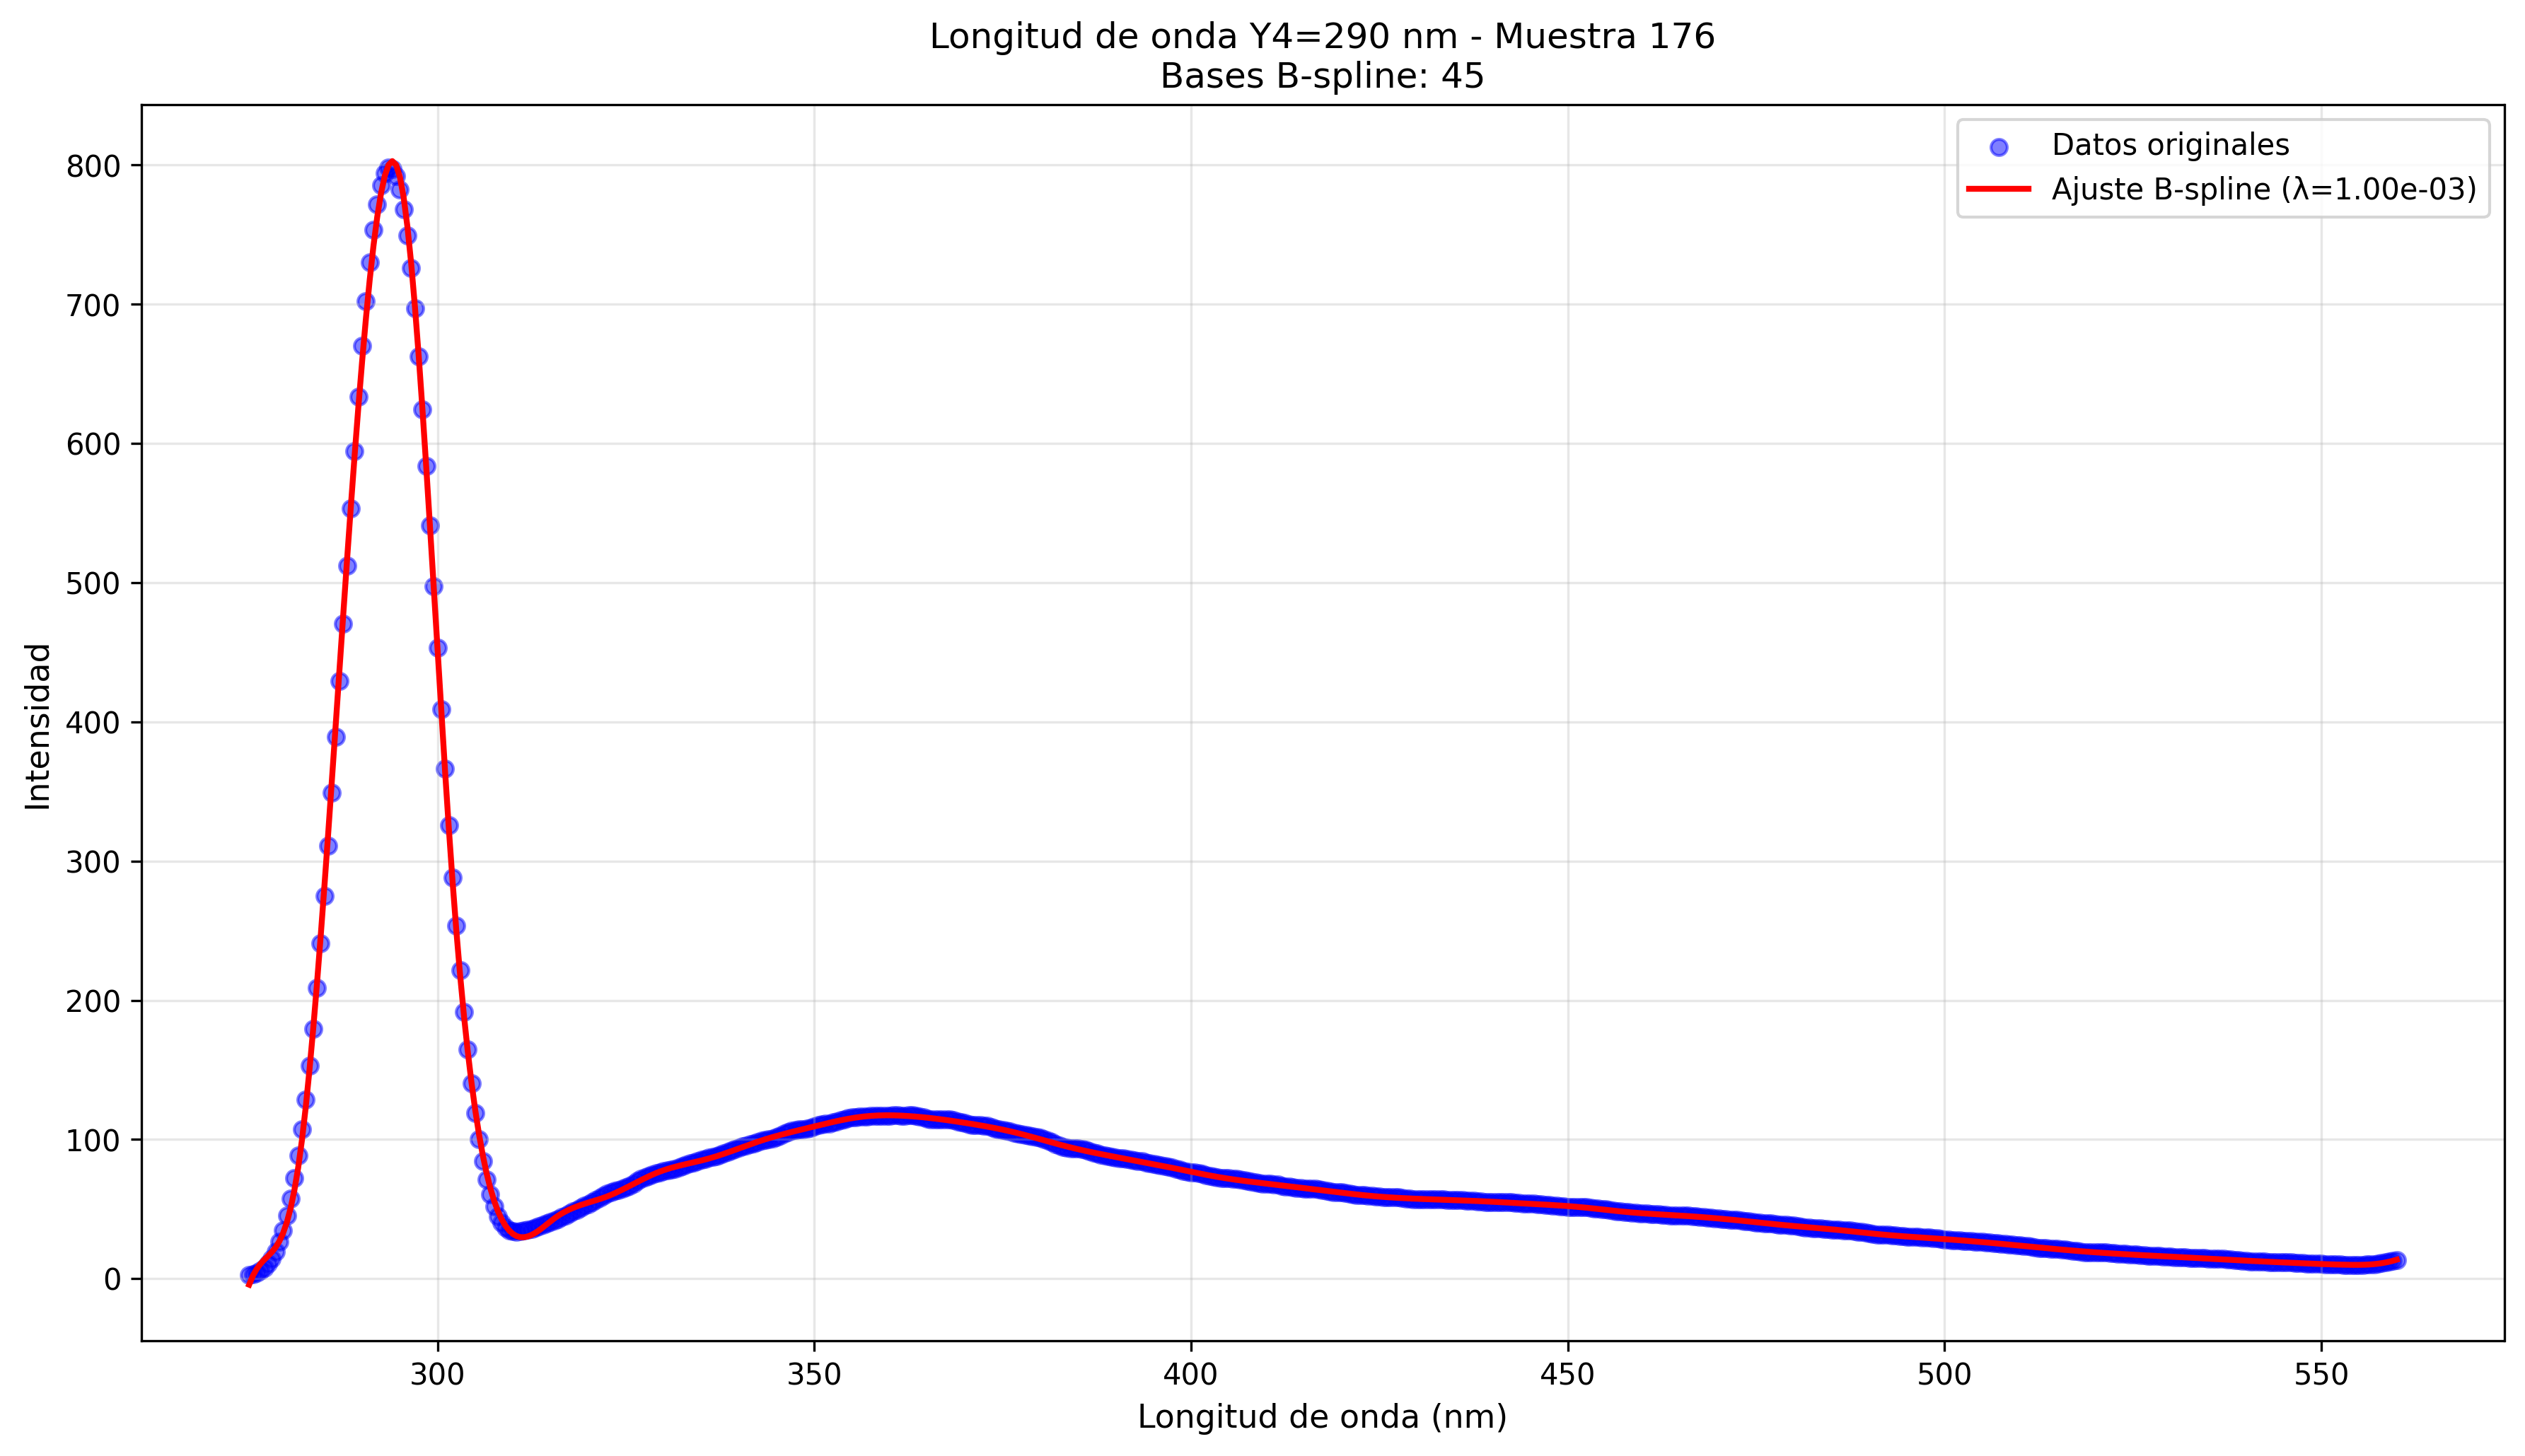 Longitud de onda Y4=290 nm - Muestra 176
Bases B-spline: 45
Datos originales
Ajuste B-spline (λ=1.00e-03)
Intensidad
800
700
600
500
400
300
200
100
0
300 350 400 450 500 550
Longitud de onda (nm)